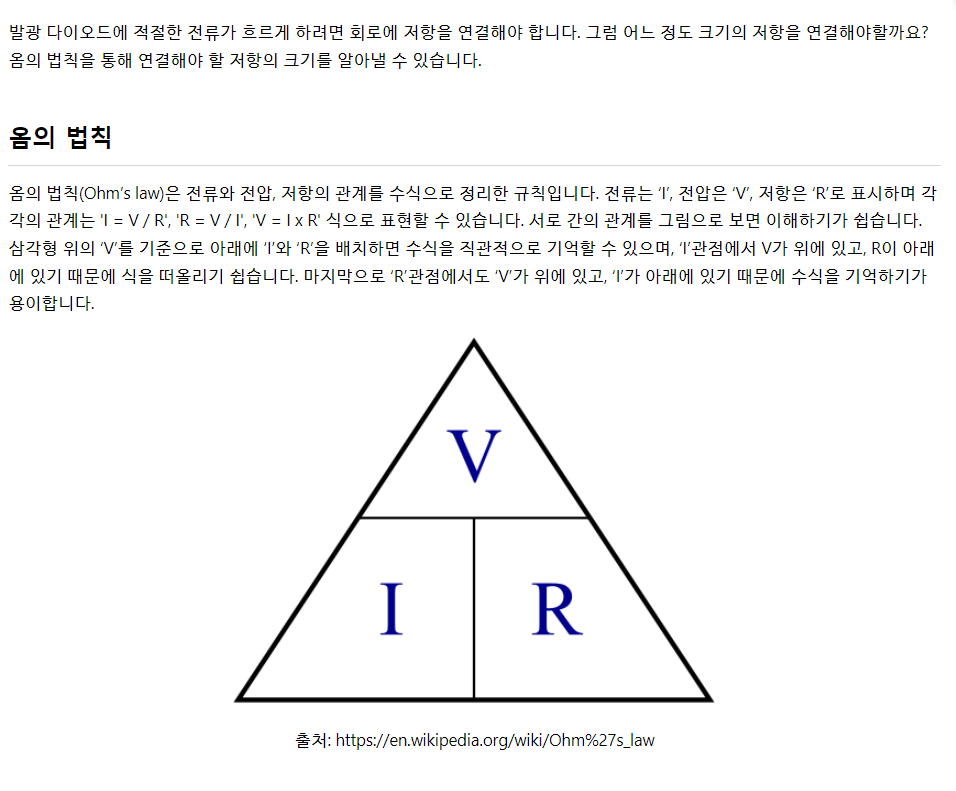 발광 다이오드에 적절한 전류가 흐르게 하려면 회로에 저항을 연결해야 합니다. 그럼 어느 정도 크기의 저항을 연결해야할까요?
옴의 법칙을 통해 연결해야 할 저항의 크기를 알아낼 수 있습니다.
옴의 법칙
옴의 법칙(Ohm’s law)은 전류와 전압, 저항의 관계를 수식으로 정리한 규칙입니다. 전류는 ‘I’, 전압은 ‘V’, 저항은 ‘R’로 표시하며 각
각의 관계는 'I = V / R', 'R = V / I', 'V = I x R' 식으로 표현할 수 있습니다. 서로 간의 관계를 그림으로 보면 이해하기가 쉽습니다.
삼각형 위의 ‘V’를 기준으로 아래에 ‘I’와 ‘R’을 배치하면 수식을 직관적으로 기억할 수 있으며, ‘I’관점에서 V가 위에 있고, R이 아래
에 있기 때문에 식을 떠올리기 쉽습니다. 마지막으로 ‘R’관점에서도 ‘V’가 위에 있고, ‘I’가 아래에 있기 때문에 수식을 기억하기가
용이합니다.
V
I R
출처: https://en.wikipedia.org/wiki/Ohm%27s_law